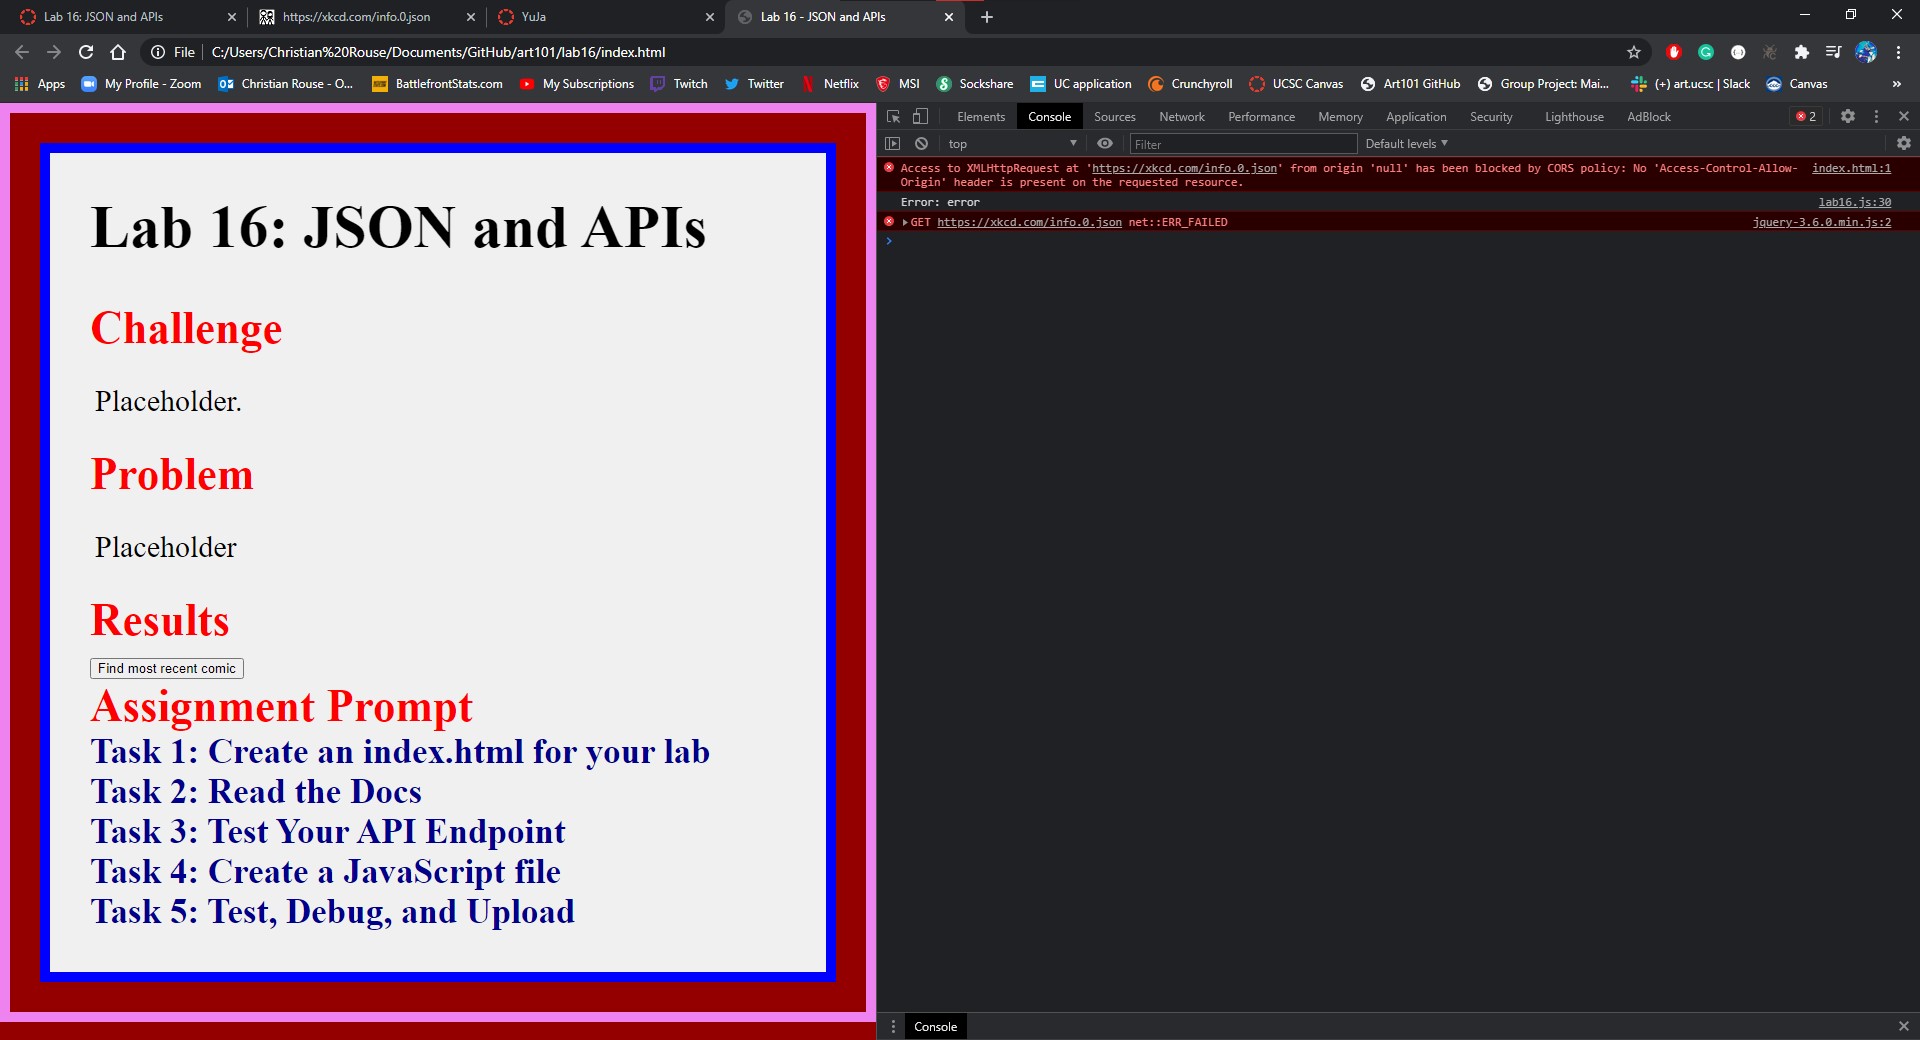 Lab 16: JSON and APIs
https://xkcd.com/info.0.json
YuJa
Lab 16 - JSON and APIs
File
C:/Users/Christian%20Rouse/Documents/GitHub/art101/lab16/index.html
Apps
My Profile - Zoom
Christian Rouse - O...
BattlefrontStats.com
My Subscriptions
Twitch
Twitter
Netflix
MSI
Sockshare
UC application
Crunchyroll
UCSC Canvas
Art101 GitHub
Group Project: Mai...
(+) art.ucsc | Slack
Canvas
»
Lab 16: JSON and APIs
Challenge
Placeholder.
Problem
Placeholder
Results
Find most recent comic
Assignment Prompt
Task 1: Create an index.html for your lab
Task 2: Read the Docs
Task 3: Test Your API Endpoint
Task 4: Create a JavaScript file
Task 5: Test, Debug, and Upload
Elements
Console
Sources
Network
Performance
Memory
Application
Security
Lighthouse
AdBlock
2
top
Filter
Default levels
Access to XMLHttpRequest at 'https://xkcd.com/info.0.json' from origin 'null' has been blocked by CORS policy: No 'Access-Control-Allow-
Origin' header is present on the requested resource.
index.html:1
Error: error
lab16.js:30
GET https://xkcd.com/info.0.json net::ERR_FAILED
jquery-3.6.0.min.js:2
Console